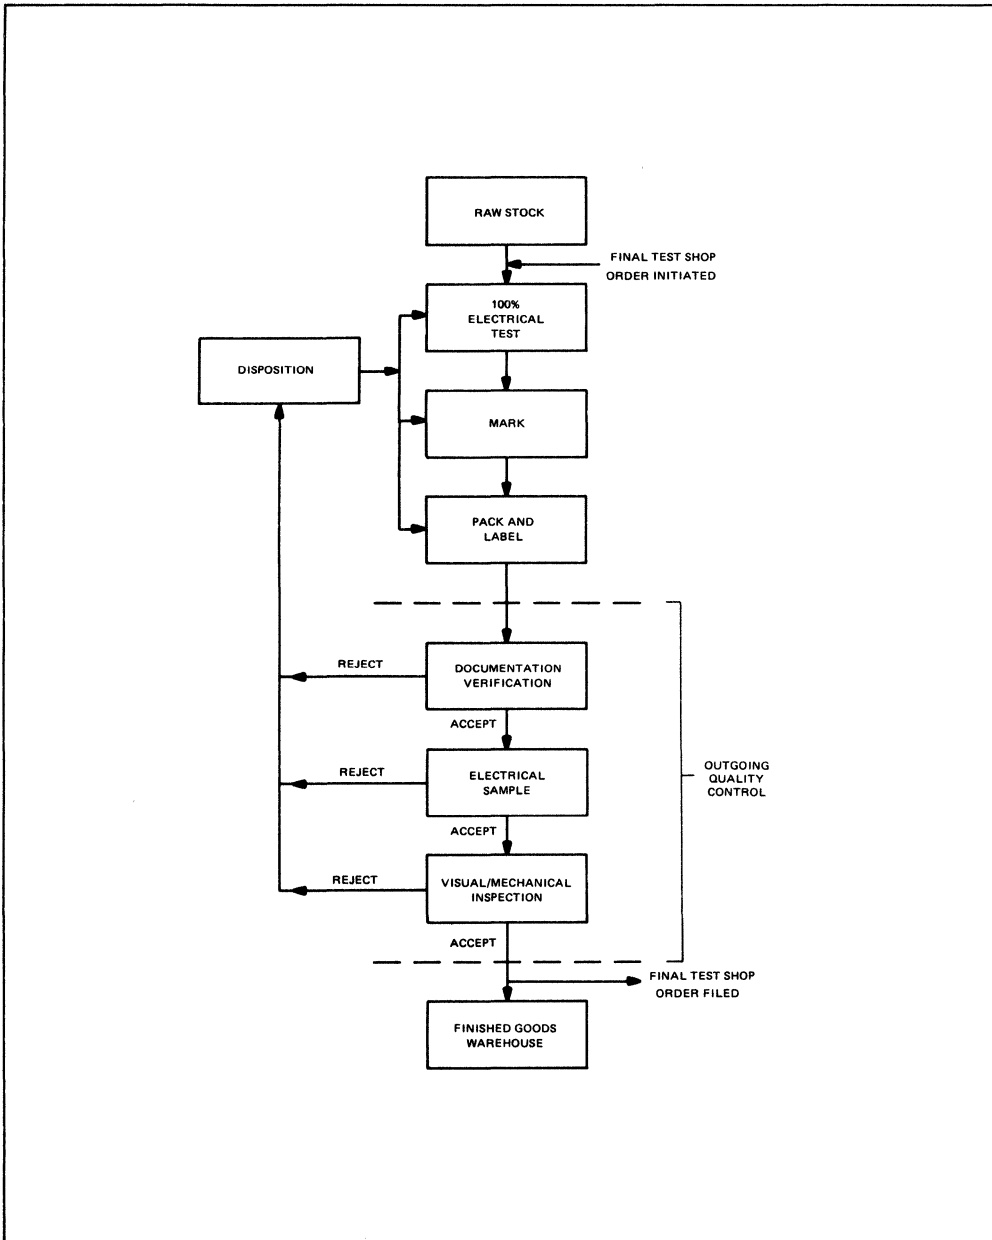 RAW STOCK
FINAL TEST SHOP
ORDER INITIATED
100%
ELECTRICAL
TEST
DISPOSITION
MARK
PACK AND
LABEL
REJECT
DOCUMENTATION
VERIFICATION
ACCEPT
REJECT
ELECTRICAL
SAMPLE
OUTGOING
QUALITY
CONTROL
ACCEPT
REJECT
VISUAL/MECHANICAL
INSPECTION
ACCEPT
FINAL TEST SHOP
ORDER FILED
FINISHED GOODS
WAREHOUSE